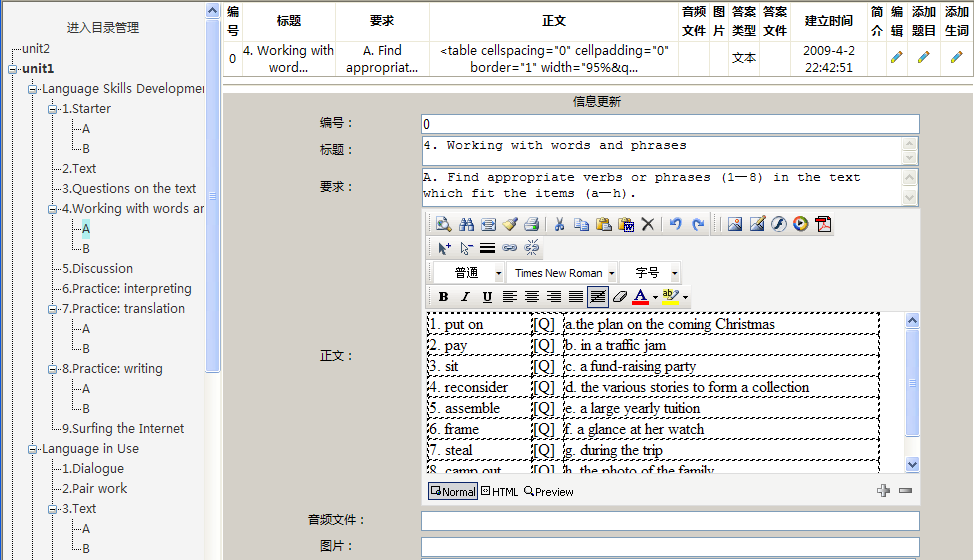 进入目录管理
unit2
unit1
Language Skills Developmer
1.Starter
A
B
2.Text
3.Questions on the text
4.Working with words ar
A
B
5.Discussion
6.Practice: interpreting
7.Practice: translation
A
B
8.Practice: writing
A
B
9.Surfing the Internet
Language in Use
1.Dialogue
2.Pair work
3.Text
A
B
编号 标题 要求 正文 音频文件 图片 答案类型 答案文件 建立时间 简介 编辑 添加题目 添加生词
0 4. Working with word... A. Find appropriat... <table cellspacing="0" cellpadding="0" border="1" width="95%&q... 文本 2009-4-2 22:42:51
信息更新
编号：
0
标题：
4. Working with words and phrases
要求：
A. Find appropriate verbs or phrases (1—8) in the text
which fit the items (a—h).
普通 Times New Roman 字号
B I U A ab
正文：
1. put on [Q] a.the plan on the coming Christmas
2. pay [Q] b. in a traffic jam
3. sit [Q] c. a fund-raising party
4. reconsider [Q] d. the various stories to form a collection
5. assemble [Q] e. a large yearly tuition
6. frame [Q] f. a glance at her watch
7. steal [Q] g. during the trip
8. camp out [Q] h. the photo of the family
Normal HTML Preview
音频文件：
图片：